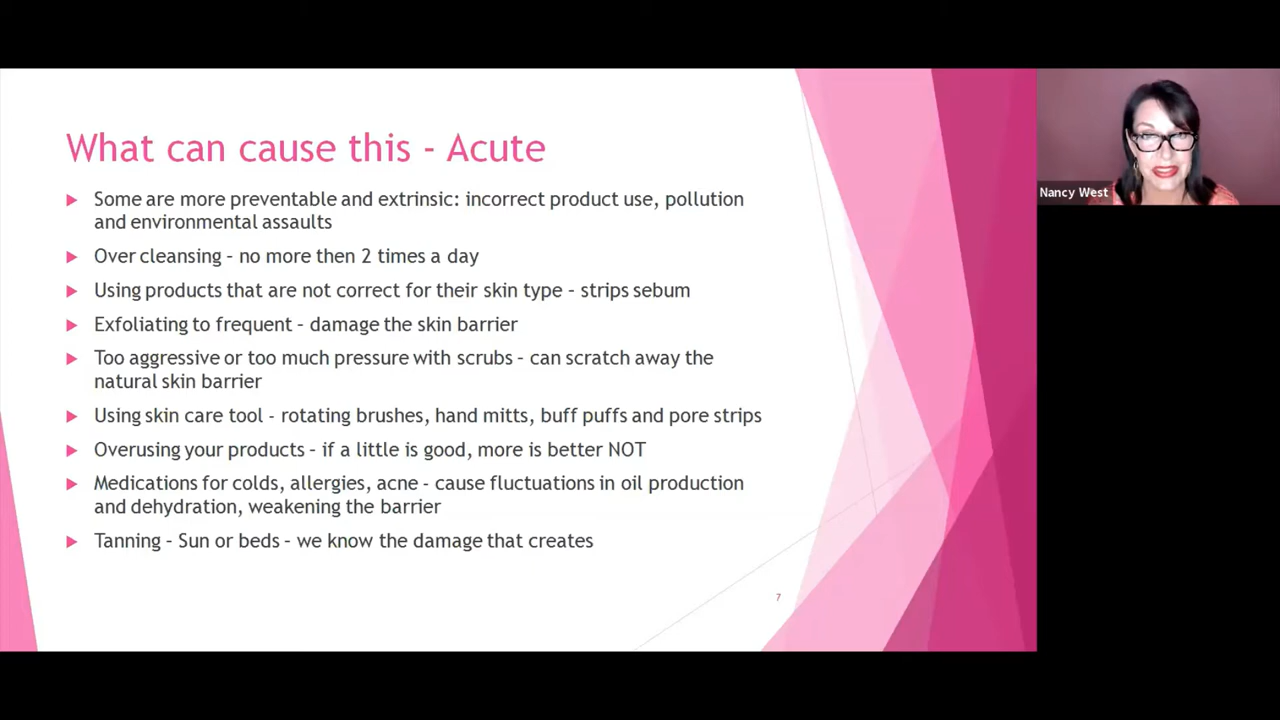 What can cause this - Acute
Some are more preventable and extrinsic: incorrect product use, pollution
and environmental assaults
Over cleansing – no more then 2 times a day
Using products that are not correct for their skin type – strips sebum
Exfoliating to frequent – damage the skin barrier
Too aggressive or too much pressure with scrubs – can scratch away the
natural skin barrier
Using skin care tool - rotating brushes, hand mitts, buff puffs and pore strips
Overusing your products – if a little is good, more is better NOT
Medications for colds, allergies, acne - cause fluctuations in oil production
and dehydration, weakening the barrier
Tanning – Sun or beds – we know the damage that creates
7
Nancy West